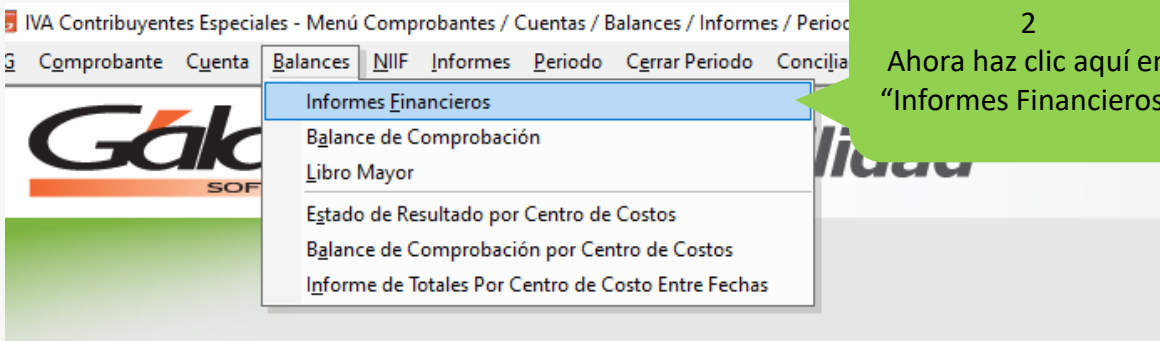 IVA Contribuyentes Especiales - Menú Comprobantes / Cuentas / Balances / Informes / Period
G Comprobante Cuenta Balances NIIF Informes Periodo Cerrar Periodo Concilia
2
Ahora haz clic aquí en
“Informes Financieros
Informes Financieros
Balance de Comprobación
Libro Mayor
Estado de Resultado por Centro de Costos
Balance de Comprobación por Centro de Costos
Informe de Totales Por Centro de Costo Entre Fechas
Gálac
SOF